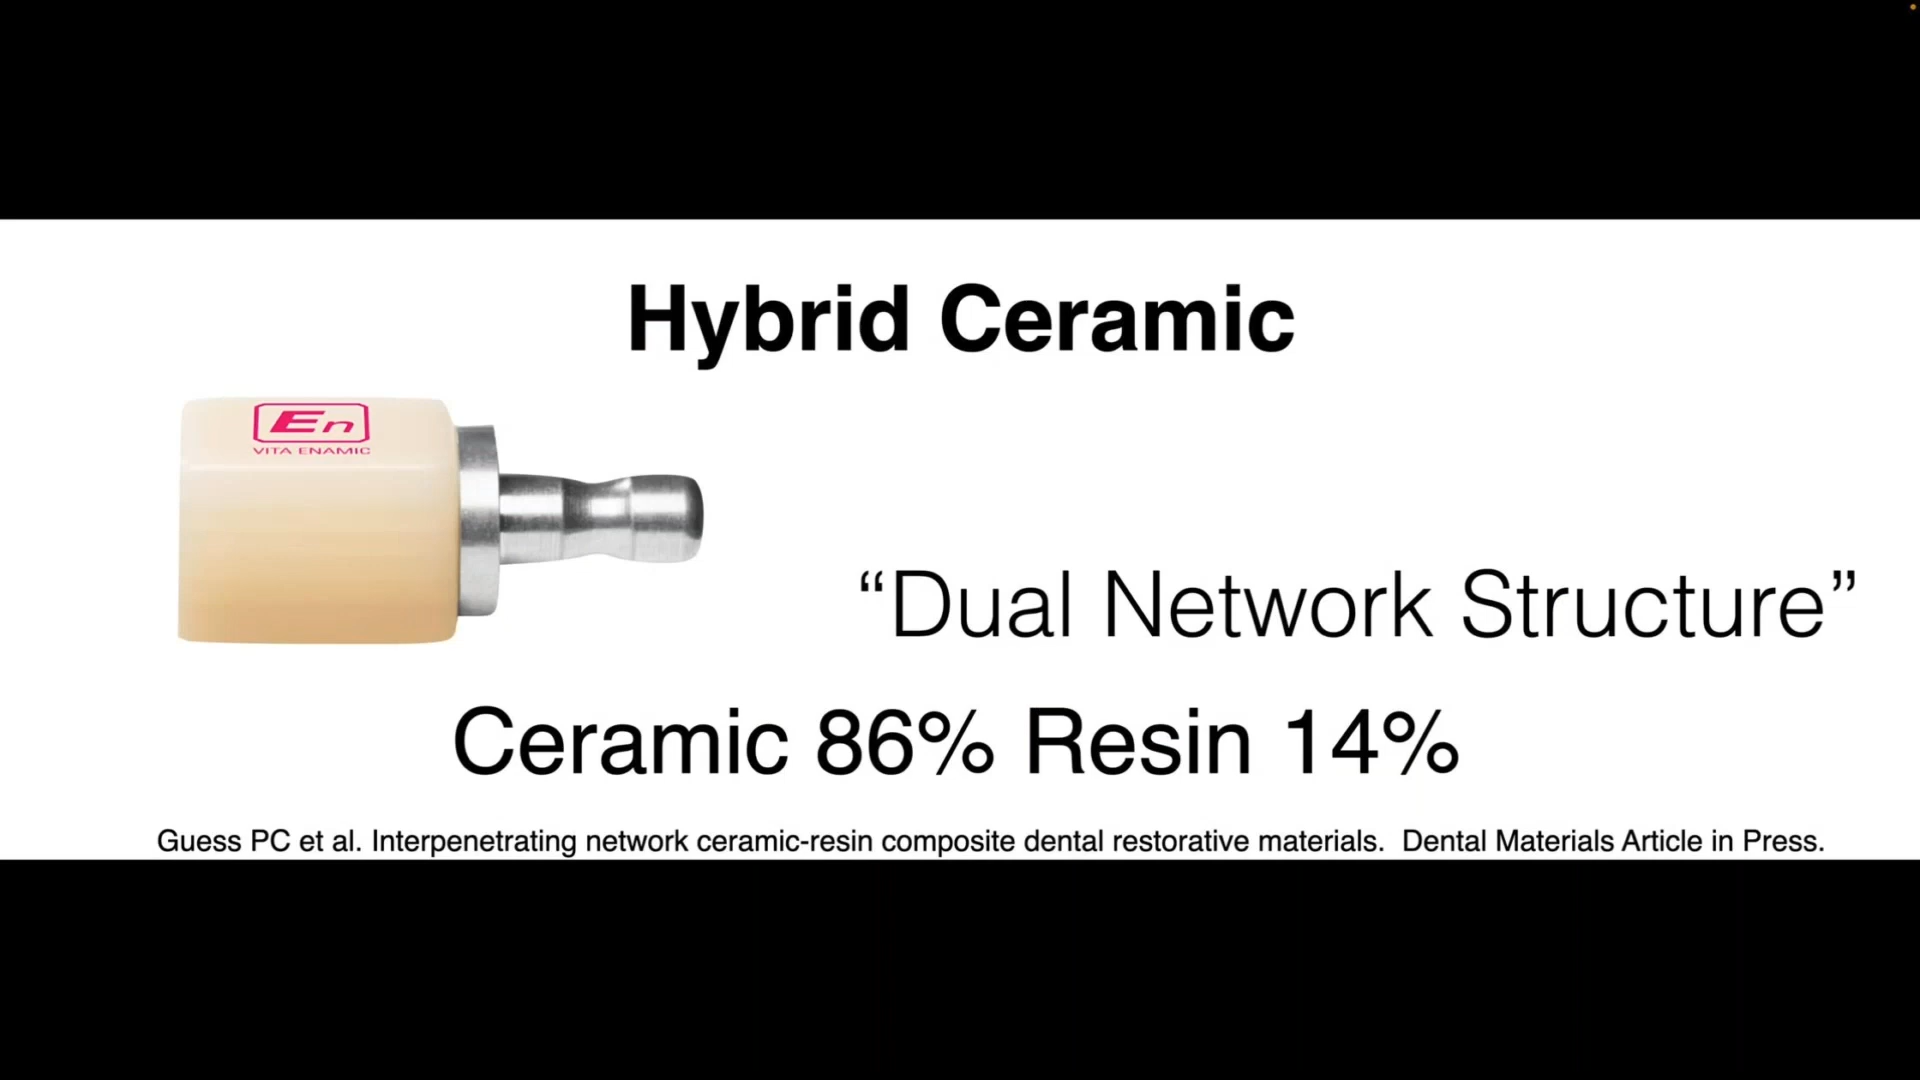 Hybrid Ceramic
En
VITA ENAMIC
“Dual Network Structure”
Ceramic 86% Resin 14%
Guess PC et al. Interpenetrating network ceramic-resin composite dental restorative materials.  Dental Materials Article in Press.